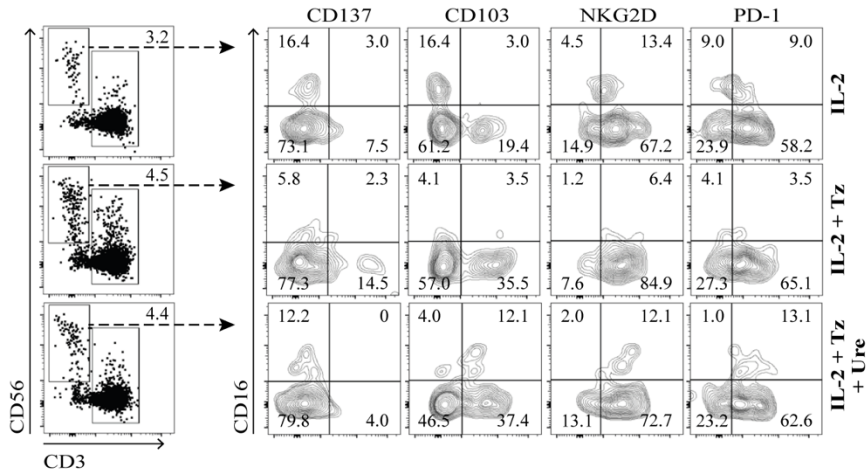 CD137 CD103 NKG2D PD-1
3.2
16.4 3.0 16.4 3.0 4.5 13.4 9.0 9.0
73.1 7.5 61.2 19.4 14.9 67.2 23.9 58.2
IL-2
4.5
5.8 2.3 4.1 3.5 1.2 6.4 4.1 3.5
77.3 14.5 57.0 35.5 7.6 84.9 27.3 65.1
IL-2 + Tz
4.4
12.2 0 4.0 12.1 2.0 12.1 1.0 13.1
79.8 4.0 46.5 37.4 13.1 72.7 23.2 62.6
IL-2 + Tz
+ Ure
CD56
CD16
CD3